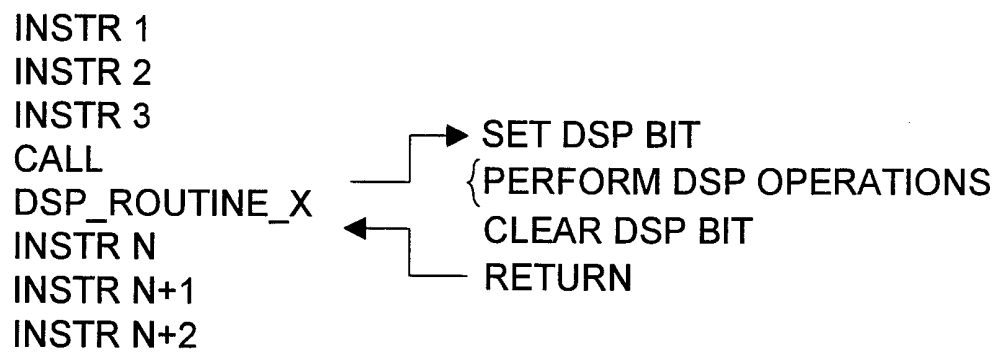 INSTR 1
INSTR 2
INSTR 3
CALL
DSP_ROUTINE_X
INSTR N
INSTR N+1
INSTR N+2
SET DSP BIT
{PERFORM DSP OPERATIONS
CLEAR DSP BIT
RETURN